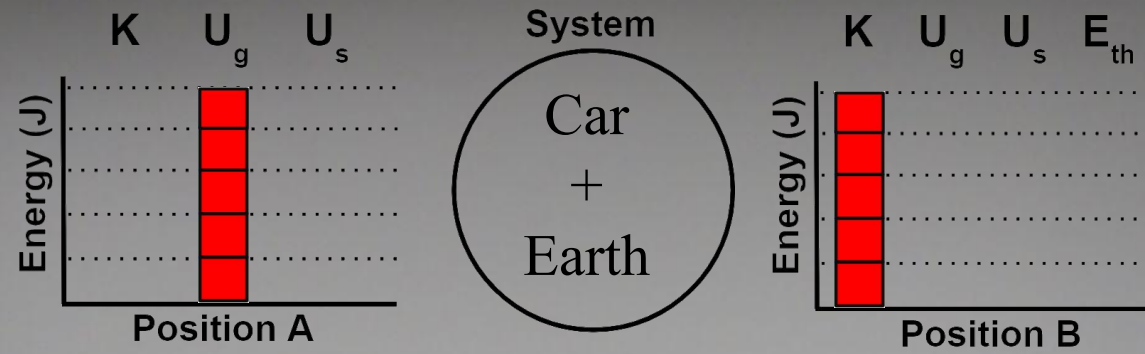 K U_g U_s
Energy (J)
Position A
System
Car
+
Earth
K U_g U_s E_th
Energy (J)
Position B